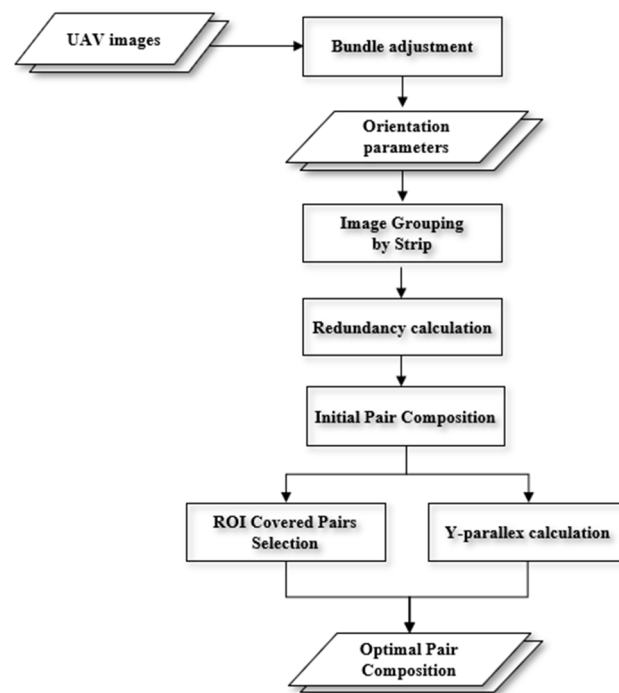 UAV images
Bundle adjustment
Orientation
parameters
Image Grouping
by Strip
Redundancy calculation
Initial Pair Composition
ROI Covered Pairs
Selection
Y-parallex calculation
Optimal Pair
Composition